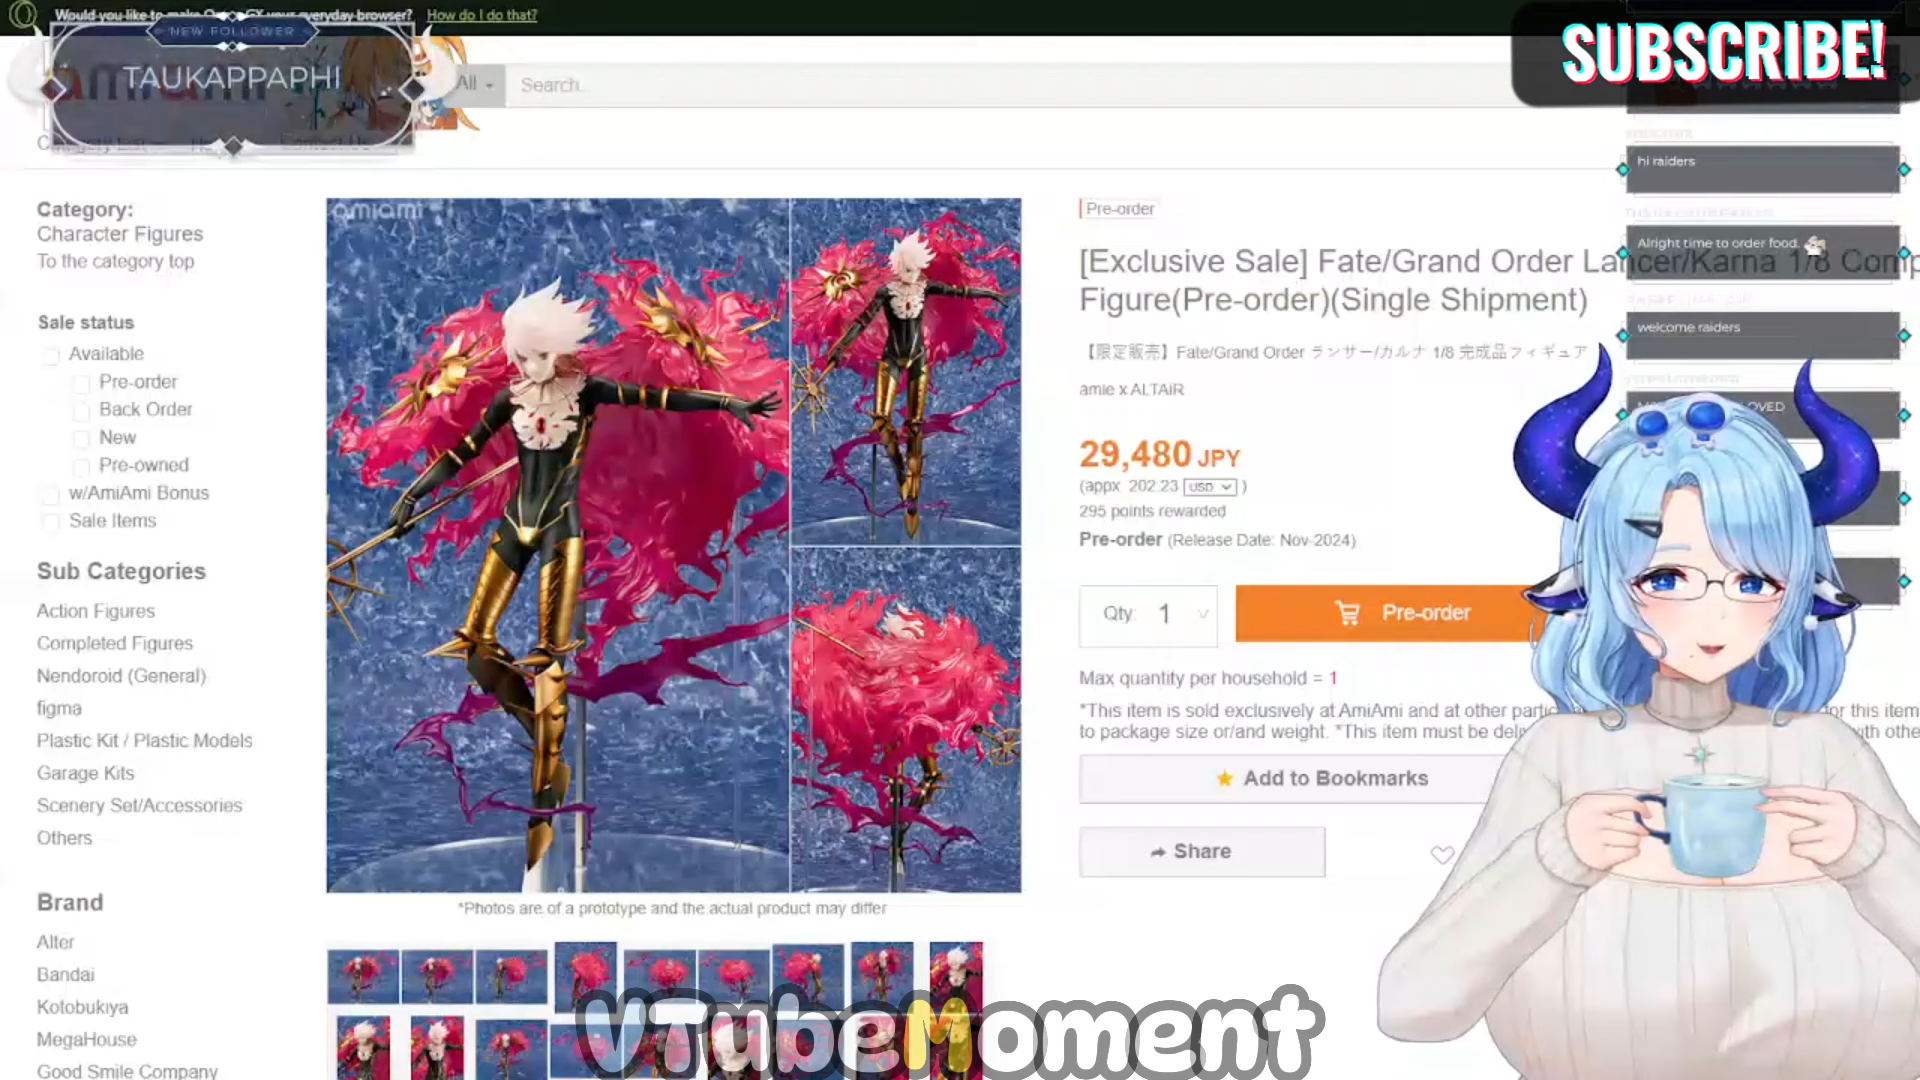 Would you like to make Opera GX your everyday browser? How do I do that?
NEW FOLLOWER
TAUKAPPAPHI
All
Search...
SUBSCRIBE!
hi raiders
Alright time to order food.
welcome raiders
Category:
Character Figures
To the category top
Sale status
Available
Pre-order
Back Order
New
Pre-owned
w/AmiAmi Bonus
Sale Items
Sub Categories
Action Figures
Completed Figures
Nendoroid (General)
figma
Plastic Kit / Plastic Models
Garage Kits
Scenery Set/Accessories
Others
Brand
Alter
Bandai
Kotobukiya
MegaHouse
Good Smile Company
amiami
*Photos are of a prototype and the actual product may differ
Pre-order
[Exclusive Sale] Fate/Grand Order Lancer/Karna 1/8 Comp
Figure(Pre-order)(Single Shipment)
【限定販売】Fate/Grand Order ランサー/カルナ 1/8 完成品フィギュア
amie x ALTAiR
29,480 JPY
(appx 202.23 USD )
295 points rewarded
Pre-order (Release Date: Nov-2024)
Qty: 1
Pre-order
Max quantity per household = 1
*This item is sold exclusively at AmiAmi and at other for this item
to package size or/and weight. *This item must be with othe
Add to Bookmarks
Share
VTubeMoment